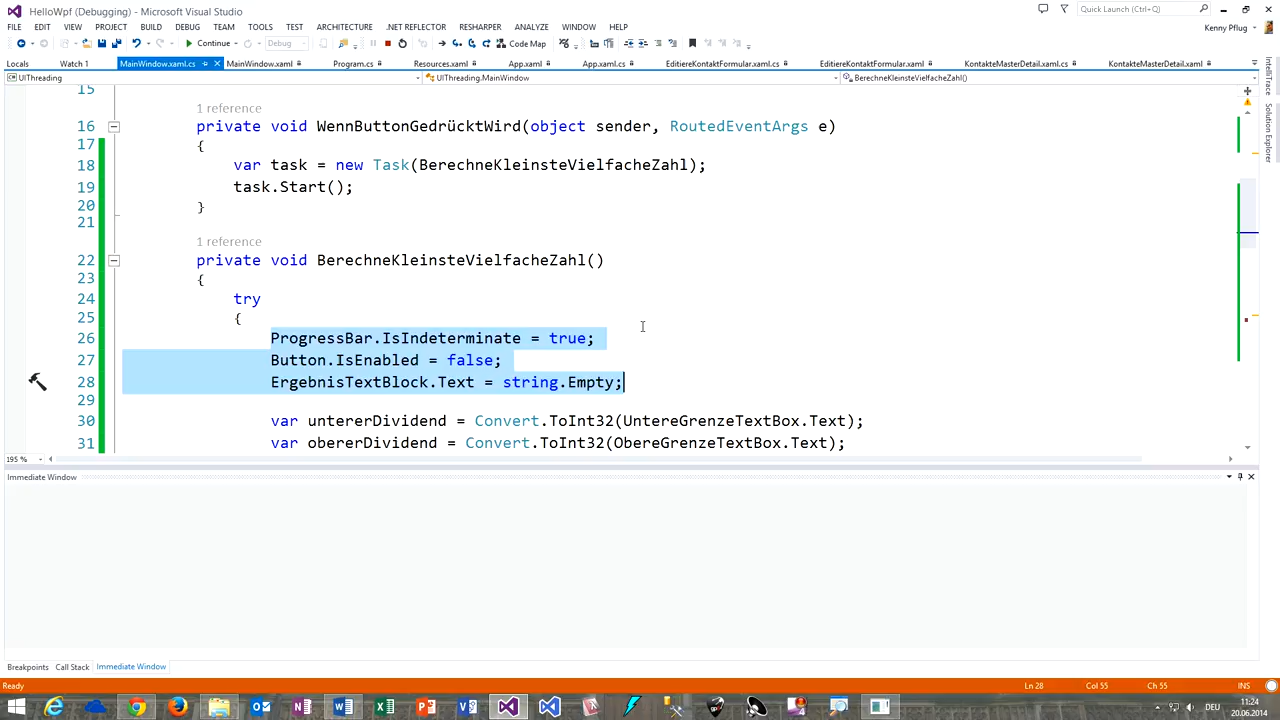 HelloWpf (Debugging) - Microsoft Visual Studio
Quick Launch (Ctrl+Q)
FILE EDIT VIEW PROJECT BUILD DEBUG TEAM TOOLS TEST ARCHITECTURE .NET REFLECTOR RESHARPER ANALYZE WINDOW HELP
Kenny Pflug
Continue Debug Code Map
Locals Watch 1 MainWindow.xaml.cs MainWindow.xaml Program.cs Resources.xaml App.xaml App.xaml.cs EditiereKontaktFormular.xaml.cs EditiereKontaktFormular.xaml KontakteMasterDetail.xaml.cs KontakteMasterDetail.xaml
UIThreading UIThreading.MainWindow BerechneKleinsteVielfacheZahl()
IntelliTrace
Solution Explorer
15
1 reference
16 private void WennButtonGedrücktWird(object sender, RoutedEventArgs e)
17 {
18 var task = new Task(BerechneKleinsteVielfacheZahl);
19 task.Start();
20 }
21
1 reference
22 private void BerechneKleinsteVielfacheZahl()
23 {
24 try
25 {
26 ProgressBar.IsIndeterminate = true;
27 Button.IsEnabled = false;
28 ErgebnisTextBlock.Text = string.Empty;
29
30 var untererDividend = Convert.ToInt32(UntereGrenzeTextBox.Text);
31 var obererDividend = Convert.ToInt32(ObereGrenzeTextBox.Text);
195 %
Immediate Window
Breakpoints Call Stack Immediate Window
Ready Ln 28 Col 55 Ch 55 INS
DEU 11:24
20.06.2014